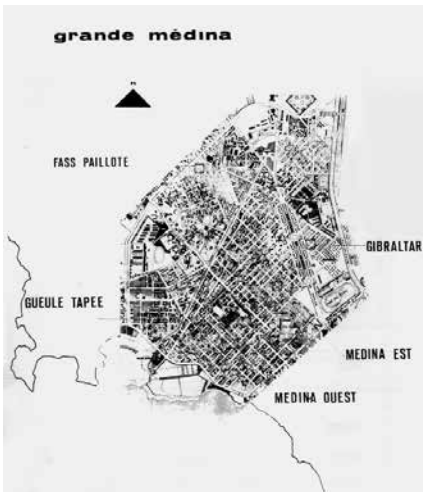 grande médina
N
FASS PAILLOTE
GIBRALTAR
GUEULE TAPEE
MEDINA EST
MEDINA OUEST